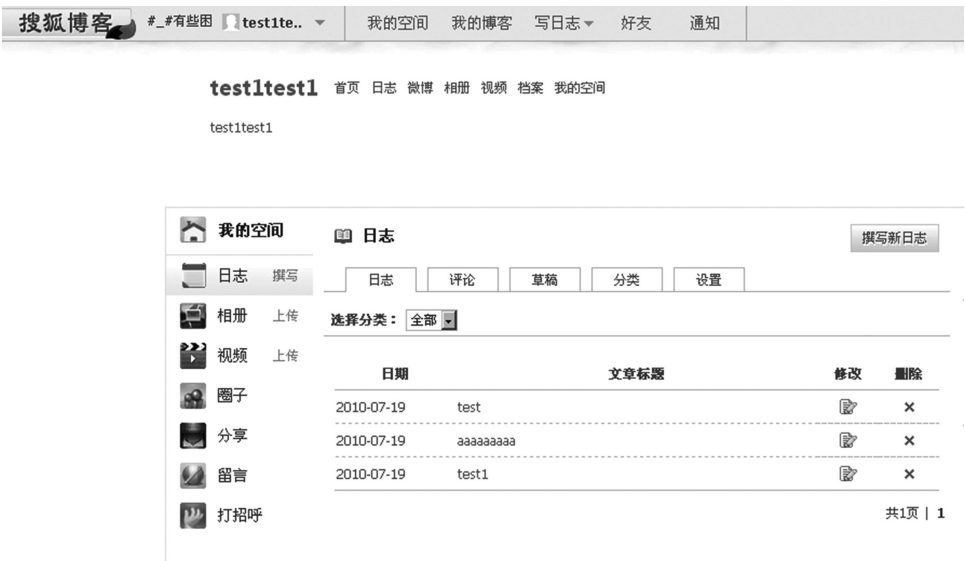 搜狐博客 #_#有些困 test1te.. 我的空间 我的博客 写日志 好友 通知
test1test1 首页 日志 微博 相册 视频 档案 我的空间
test1test1
我的空间
日志 撰写
相册 上传
视频 上传
圈子
分享
留言
打招呼
日志 撰写新日志
日志 评论 草稿 分类 设置
选择分类： 全部
日期 文章标题 修改 删除
2010-07-19 test
2010-07-19 aaaaaaaaa
2010-07-19 test1
共1页 | 1